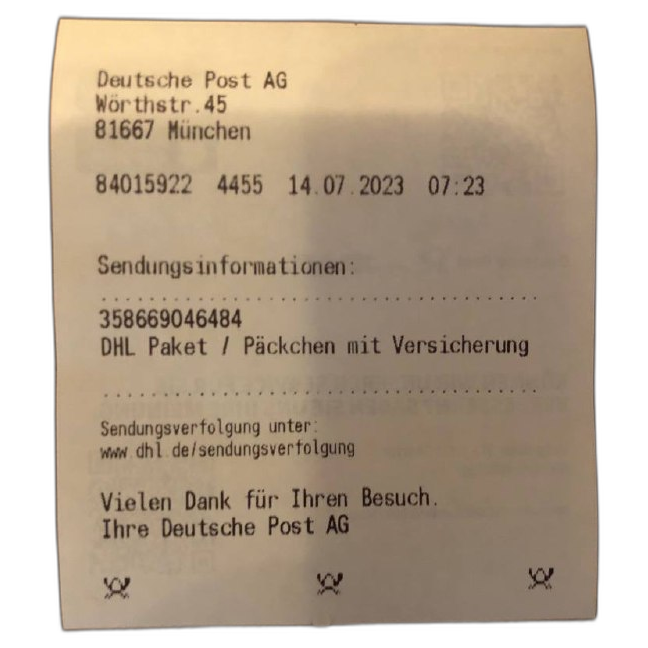 Deutsche Post AG
Wörthstr.45
81667 München
84015922 4455 14.07.2023 07:23
Sendungsinformationen:
........................................
358669046484
DHL Paket / Päckchen mit Versicherung
........................................
Sendungsverfolgung unter:
www.dhl.de/sendungsverfolgung
Vielen Dank für Ihren Besuch.
Ihre Deutsche Post AG